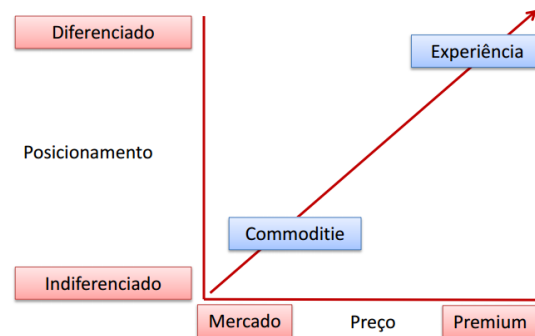 Diferenciado
Experiência
Posicionamento
Commoditie
Indiferenciado
Mercado
Preço
Premium